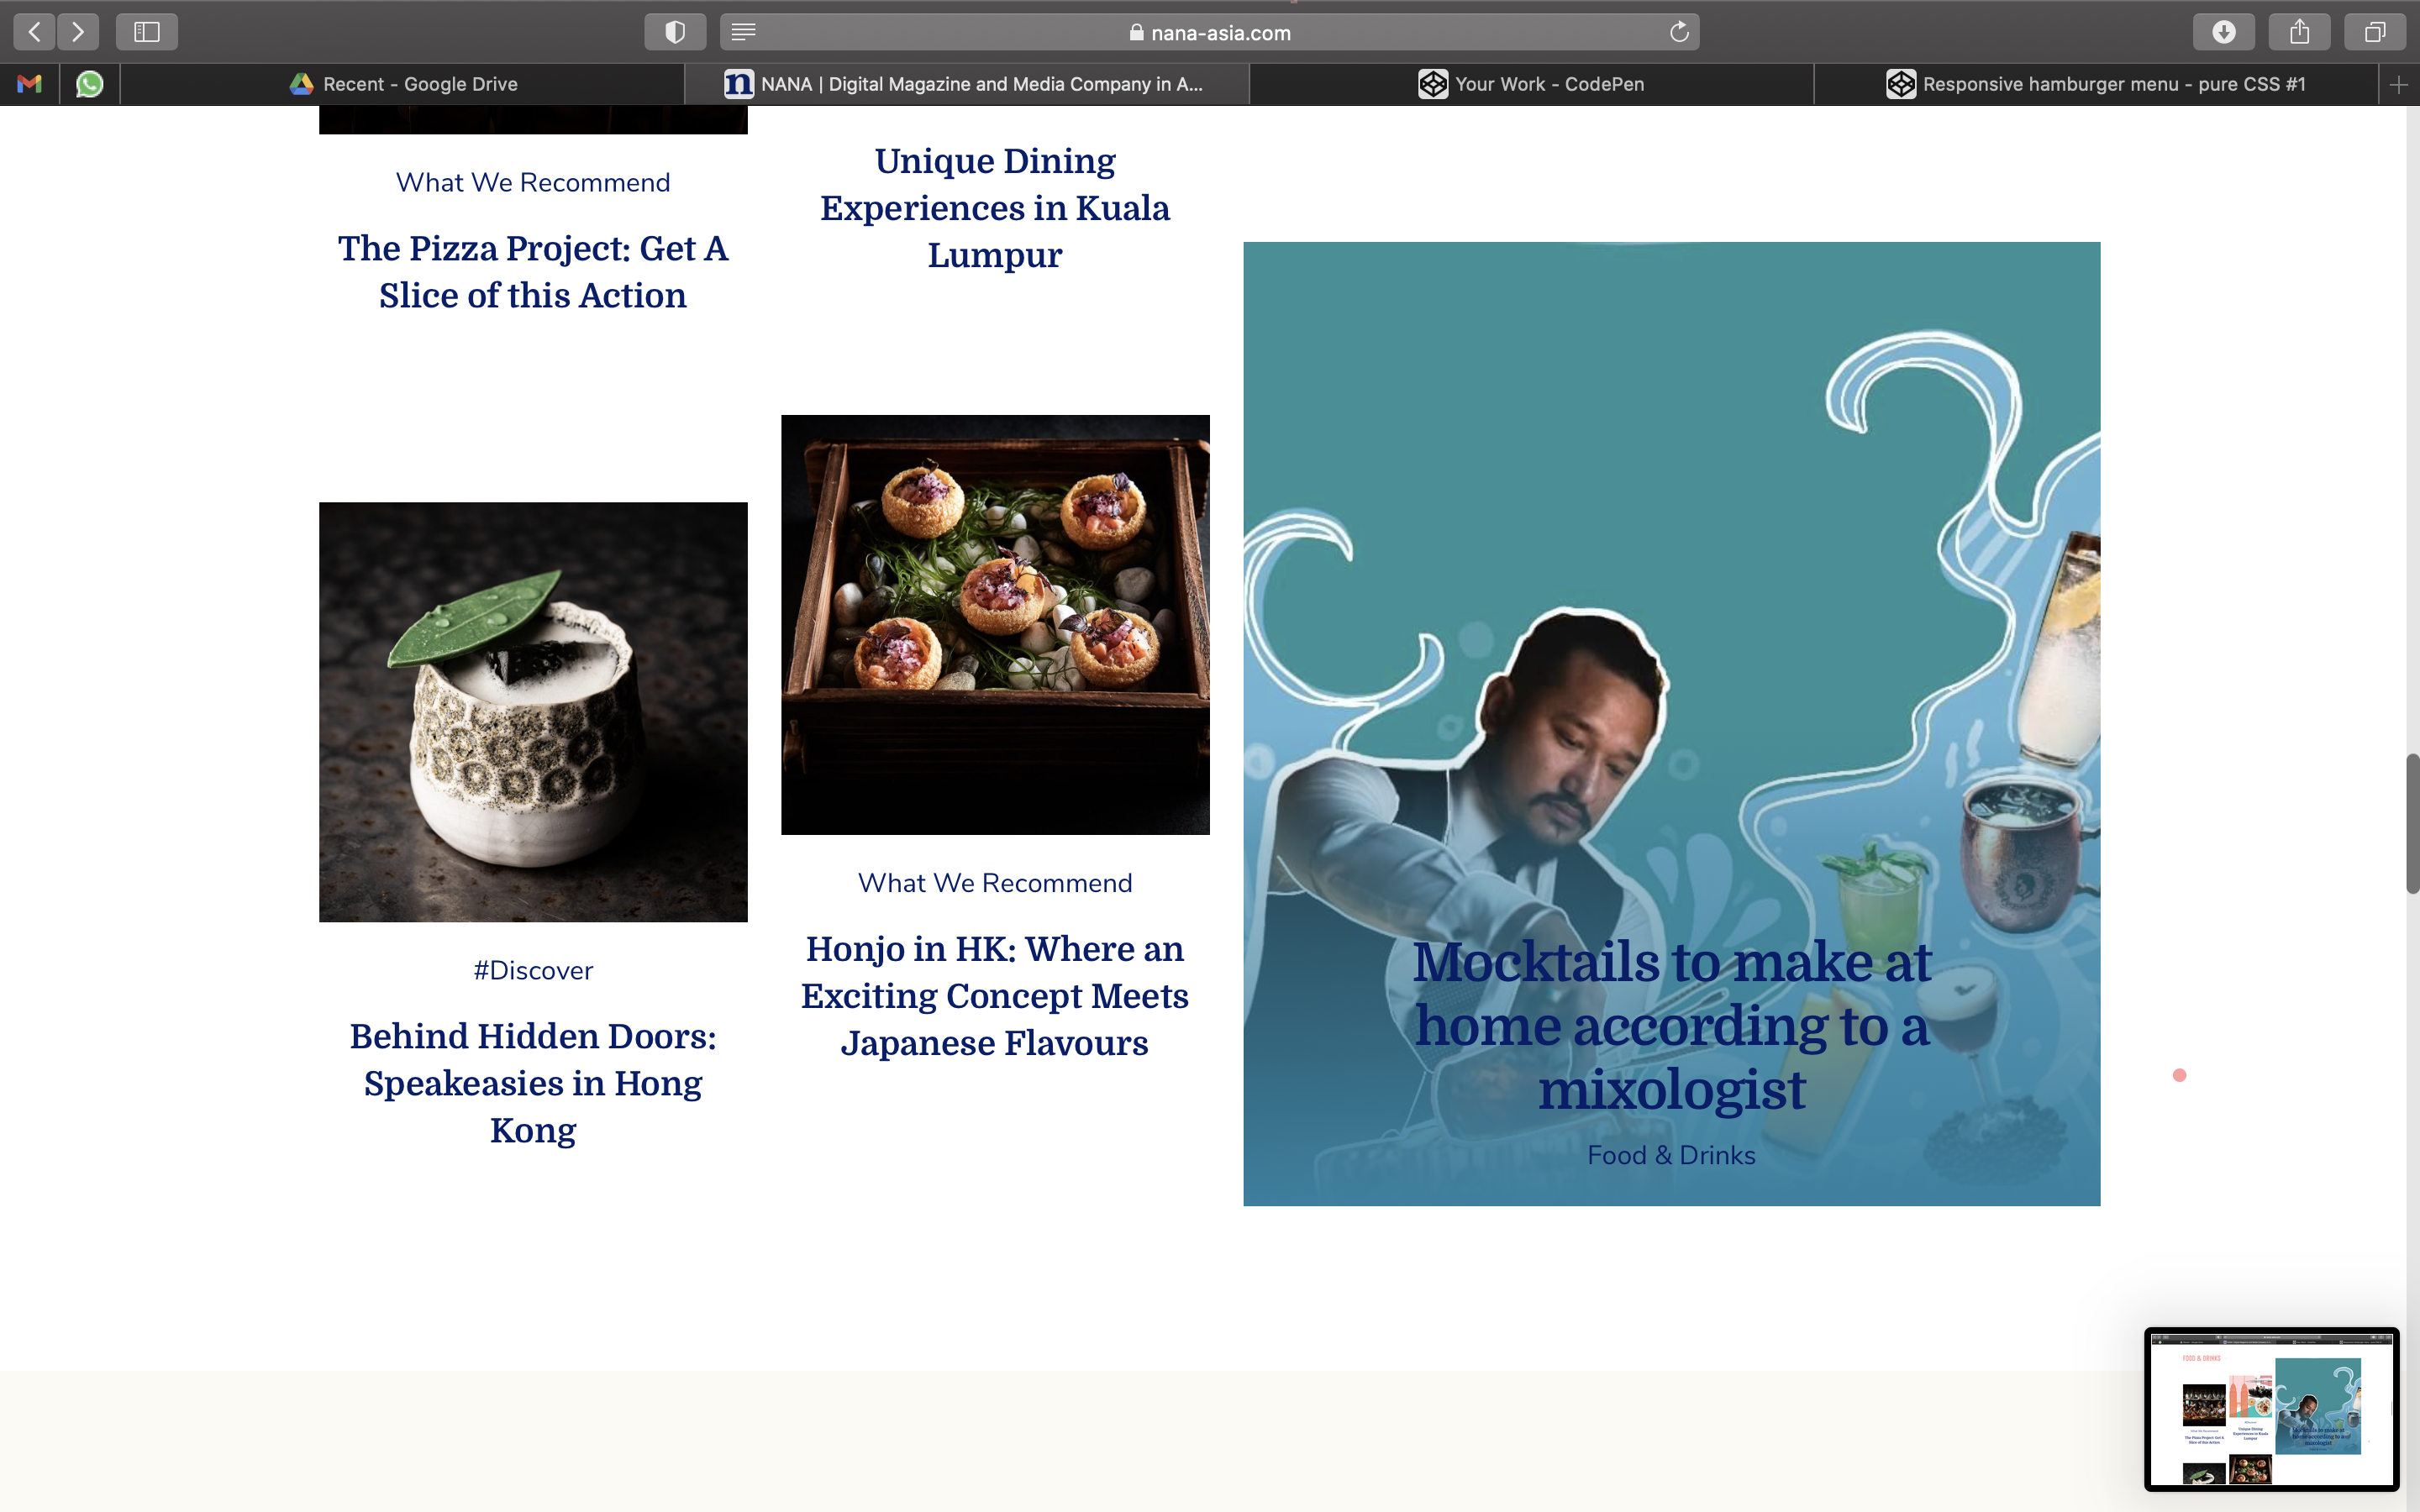 nana-asia.com
Recent - Google Drive
NANA | Digital Magazine and Media Company in A...
Your Work - CodePen
Responsive hamburger menu - pure CSS #1
What We Recommend
The Pizza Project: Get A
Slice of this Action
Unique Dining
Experiences in Kuala
Lumpur
#Discover
Behind Hidden Doors:
Speakeasies in Hong
Kong
What We Recommend
Honjo in HK: Where an
Exciting Concept Meets
Japanese Flavours
Mocktails to make at
home according to a
mixologist
Food & Drinks
FOOD & DRINKS